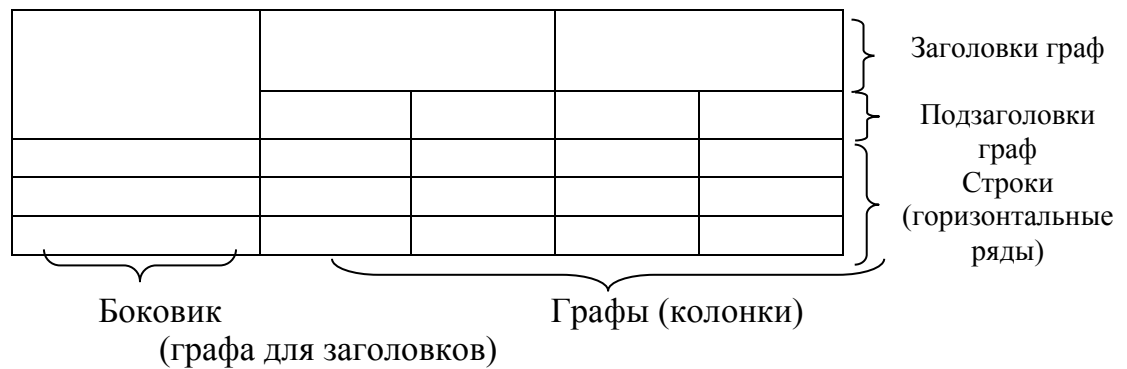 Заголовки граф
Подзаголовки
граф
Строки
(горизонтальные
ряды)
Боковик
(графа для заголовков)
Графы (колонки)